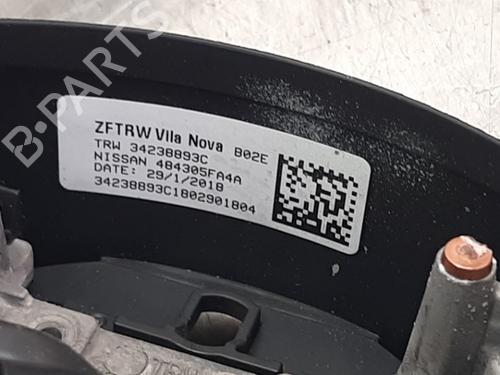 B-PARTS
ZFTRW Vila Nova B02E
TRW 34238893C
NISSAN 484305FA4A
DATE: 29/1/2018
34238893C1802901804